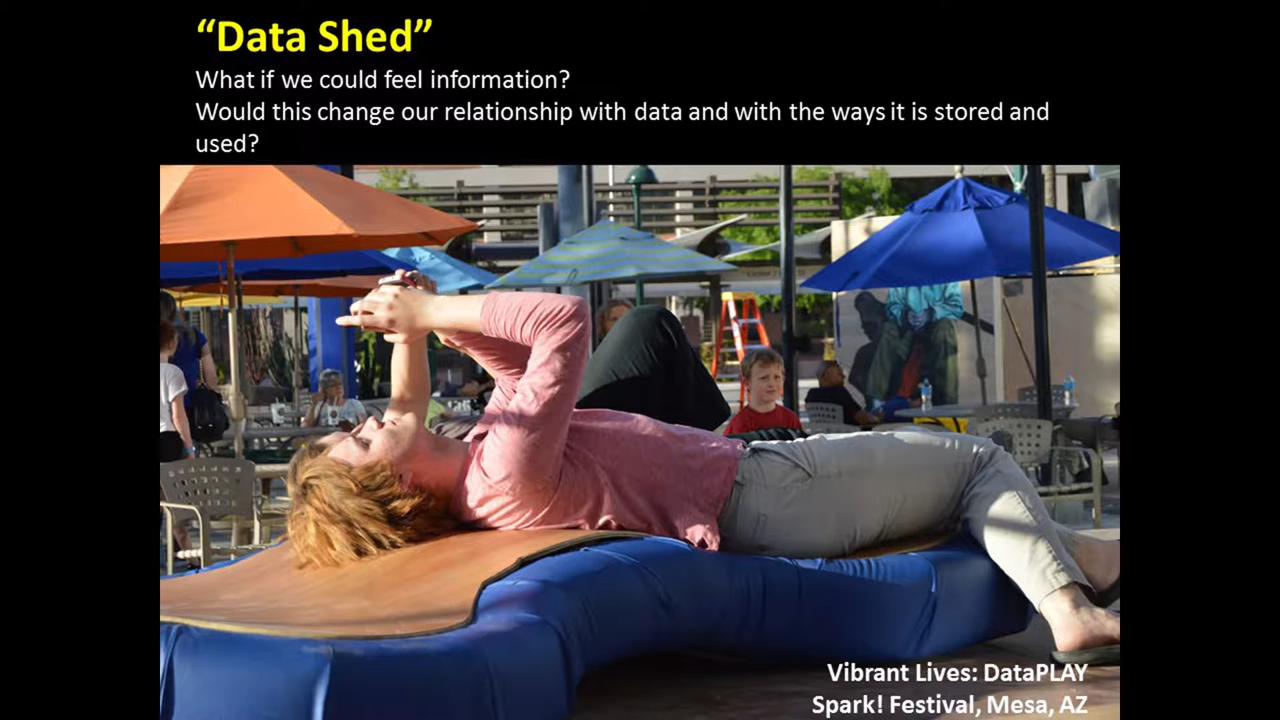 “Data Shed”
What if we could feel information?
Would this change our relationship with data and with the ways it is stored and
used?
Vibrant Lives: DataPLAY
Spark! Festival, Mesa, AZ